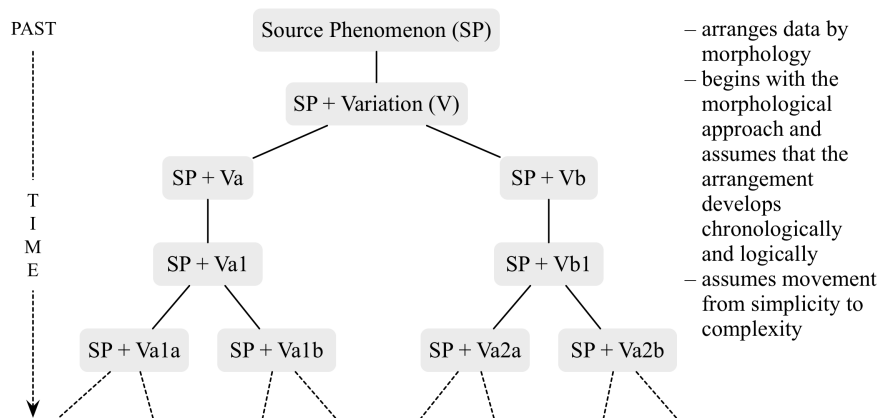 PAST
TIME
Source Phenomenon (SP)
SP + Variation (V)
SP + Va
SP + Vb
SP + Va1
SP + Vb1
SP + Va1a
SP + Va1b
SP + Va2a
SP + Va2b
– arranges data by
morphology
– begins with the
morphological
approach and
assumes that the
arrangement
develops
chronologically
and logically
– assumes movement
from simplicity to
complexity